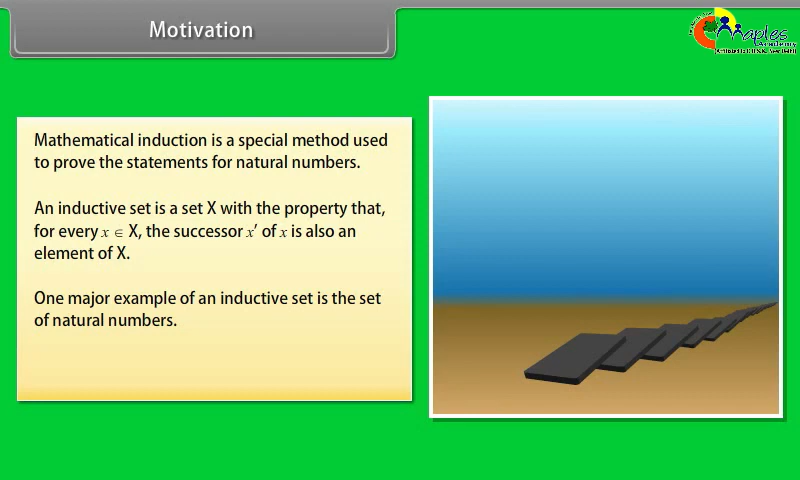 Motivation
Maples
Academy
Mathematical induction is a special method used
to prove the statements for natural numbers.
An inductive set is a set X with the property that,
for every x ∈ X, the successor x′ of x is also an
element of X.
One major example of an inductive set is the set
of natural numbers.